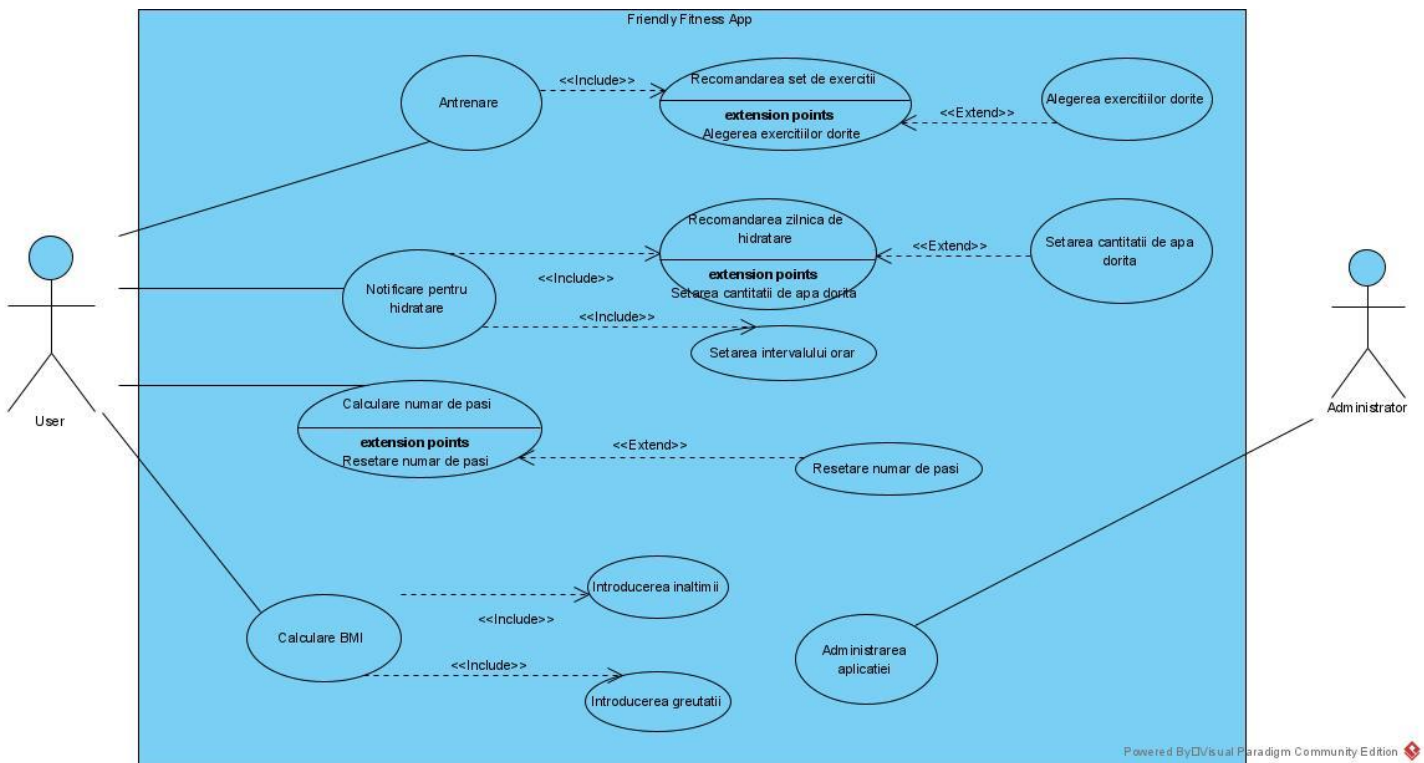 Friendly Fitness App
Antrenare
<<Include>>
Recomandarea set de exercitii
extension points
Alegerea exercitiilor dorite
<<Extend>>
Alegerea exercitiilor dorite
Notificare pentru
hidratare
<<Include>>
Recomandarea zilnica de
hidratare
extension points
Setarea cantitatii de apa dorita
<<Extend>>
Setarea cantitatii de apa
dorita
<<Include>>
Setarea intervalului orar
User
Administrator
Calculare numar de pasi
extension points
Resetare numar de pasi
<<Extend>>
Resetare numar de pasi
Calculare BMI
<<Include>>
Introducerea inaltimii
<<Include>>
Introducerea greutatii
Administrarea
aplicatiei
Powered By Visual Paradigm Community Edition